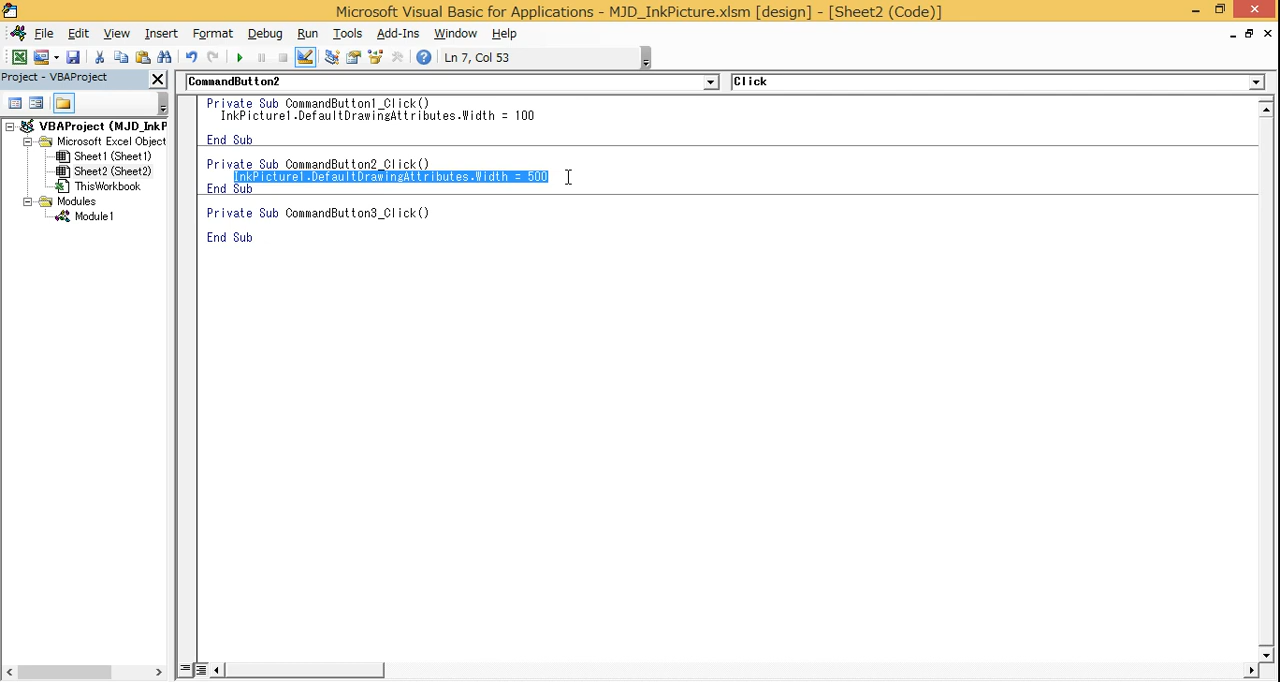 Microsoft Visual Basic for Applications - MJD_InkPicture.xlsm [design] - [Sheet2 (Code)]
File Edit View Insert Format Debug Run Tools Add-Ins Window Help
Ln 7, Col 53
Project - VBAProject
CommandButton2 Click
VBAProject (MJD_InkP
Microsoft Excel Object
Sheet1 (Sheet1)
Sheet2 (Sheet2)
ThisWorkbook
Modules
Module1
Private Sub CommandButton1_Click()
InkPicture1.DefaultDrawingAttributes.Width = 100
End Sub
Private Sub CommandButton2_Click()
InkPicture1.DefaultDrawingAttributes.Width = 500
End Sub
Private Sub CommandButton3_Click()
End Sub